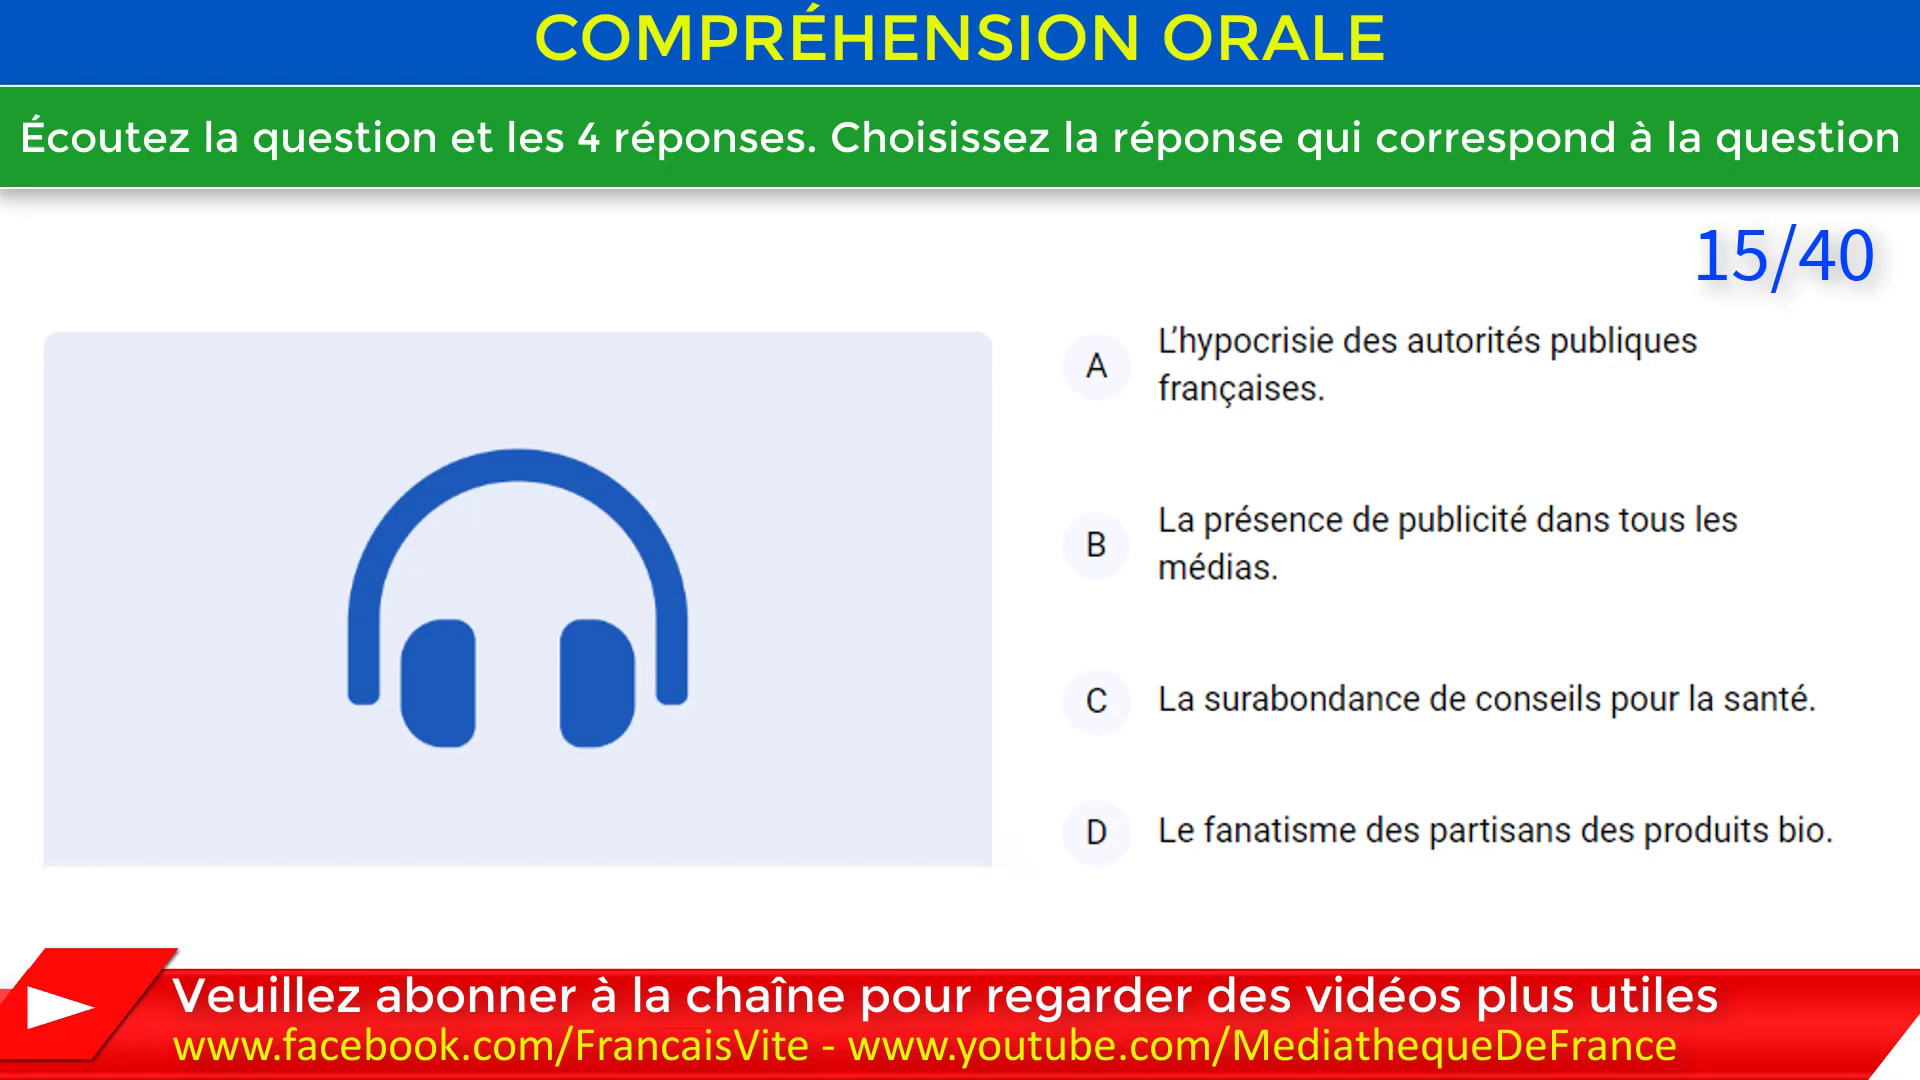 COMPRÉHENSION ORALE
Écoutez la question et les 4 réponses. Choisissez la réponse qui correspond à la question
15/40
A
L'hypocrisie des autorités publiques
françaises.
B
La présence de publicité dans tous les
médias.
C
La surabondance de conseils pour la santé.
D
Le fanatisme des partisans des produits bio.
Veuillez abonner à la chaîne pour regarder des vidéos plus utiles
www.facebook.com/FrancaisVite - www.youtube.com/MediathequeDeFrance